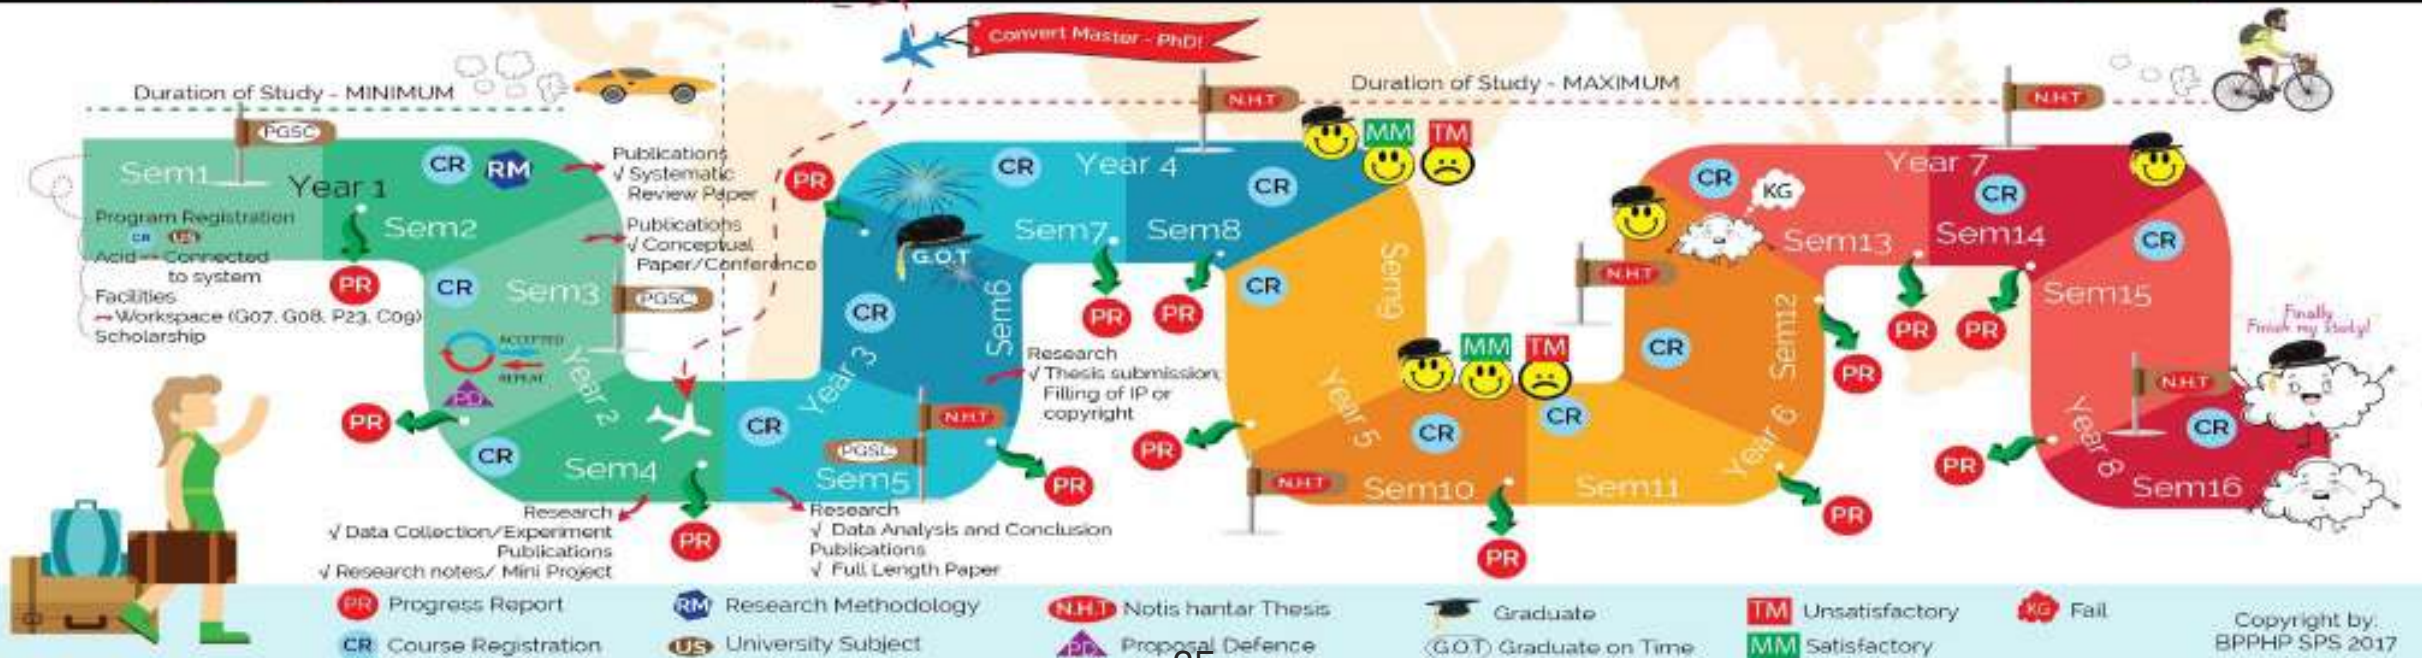 Convert Master - PhD!
Duration of Study - MINIMUM
Duration of Study - MAXIMUM
N.H.T
N.H.T
PGSC
Sem1
Year 1
CR
RM
Sem2
Program Registration
CR US
Acid -- Connected
to system
Facilities
Workspace (G07, G08, P23, C09)
Scholarship
PR
Publications
√ Systematic
Review Paper
Publications
√ Conceptual
Paper/Conference
CR
Sem3
PGSC
ACCEPTED
REPEAT
PD
Year 2
PR
CR
Sem4
Research
√ Data Collection/Experiment
Publications
√ Research notes/ Mini Project
PR
CR
Year 3
PGSC
N.H.T
Sem5
PR
Research
√ Data Analysis and Conclusion
Publications
√ Full Length Paper
PR
G.O.T
CR
Sem6
Research
√ Thesis submission,
Filling of IP or
copyright
CR
Year 4
CR
Sem7
Sem8
PR
PR
MM
TM
CR
Sem9
Year 5
PR
N.H.T
MM
TM
CR
Sem10
PR
CR
Sem11
Year 6
PR
N.H.T
CR
Sem12
PR
CR
KG
Year 7
CR
Sem13
Sem14
PR
PR
CR
Sem15
Year 8
PR
N.H.T
CR
Sem16
Finally
Finish my study!
PR Progress Report
RM Research Methodology
N.H.T Notis hantar Thesis
Graduate
TM Unsatisfactory
KG Fail
CR Course Registration
US University Subject
PD Proposal Defence
G.O.T Graduate on Time
MM Satisfactory
Copyright by:
BPPHP SPS 2017